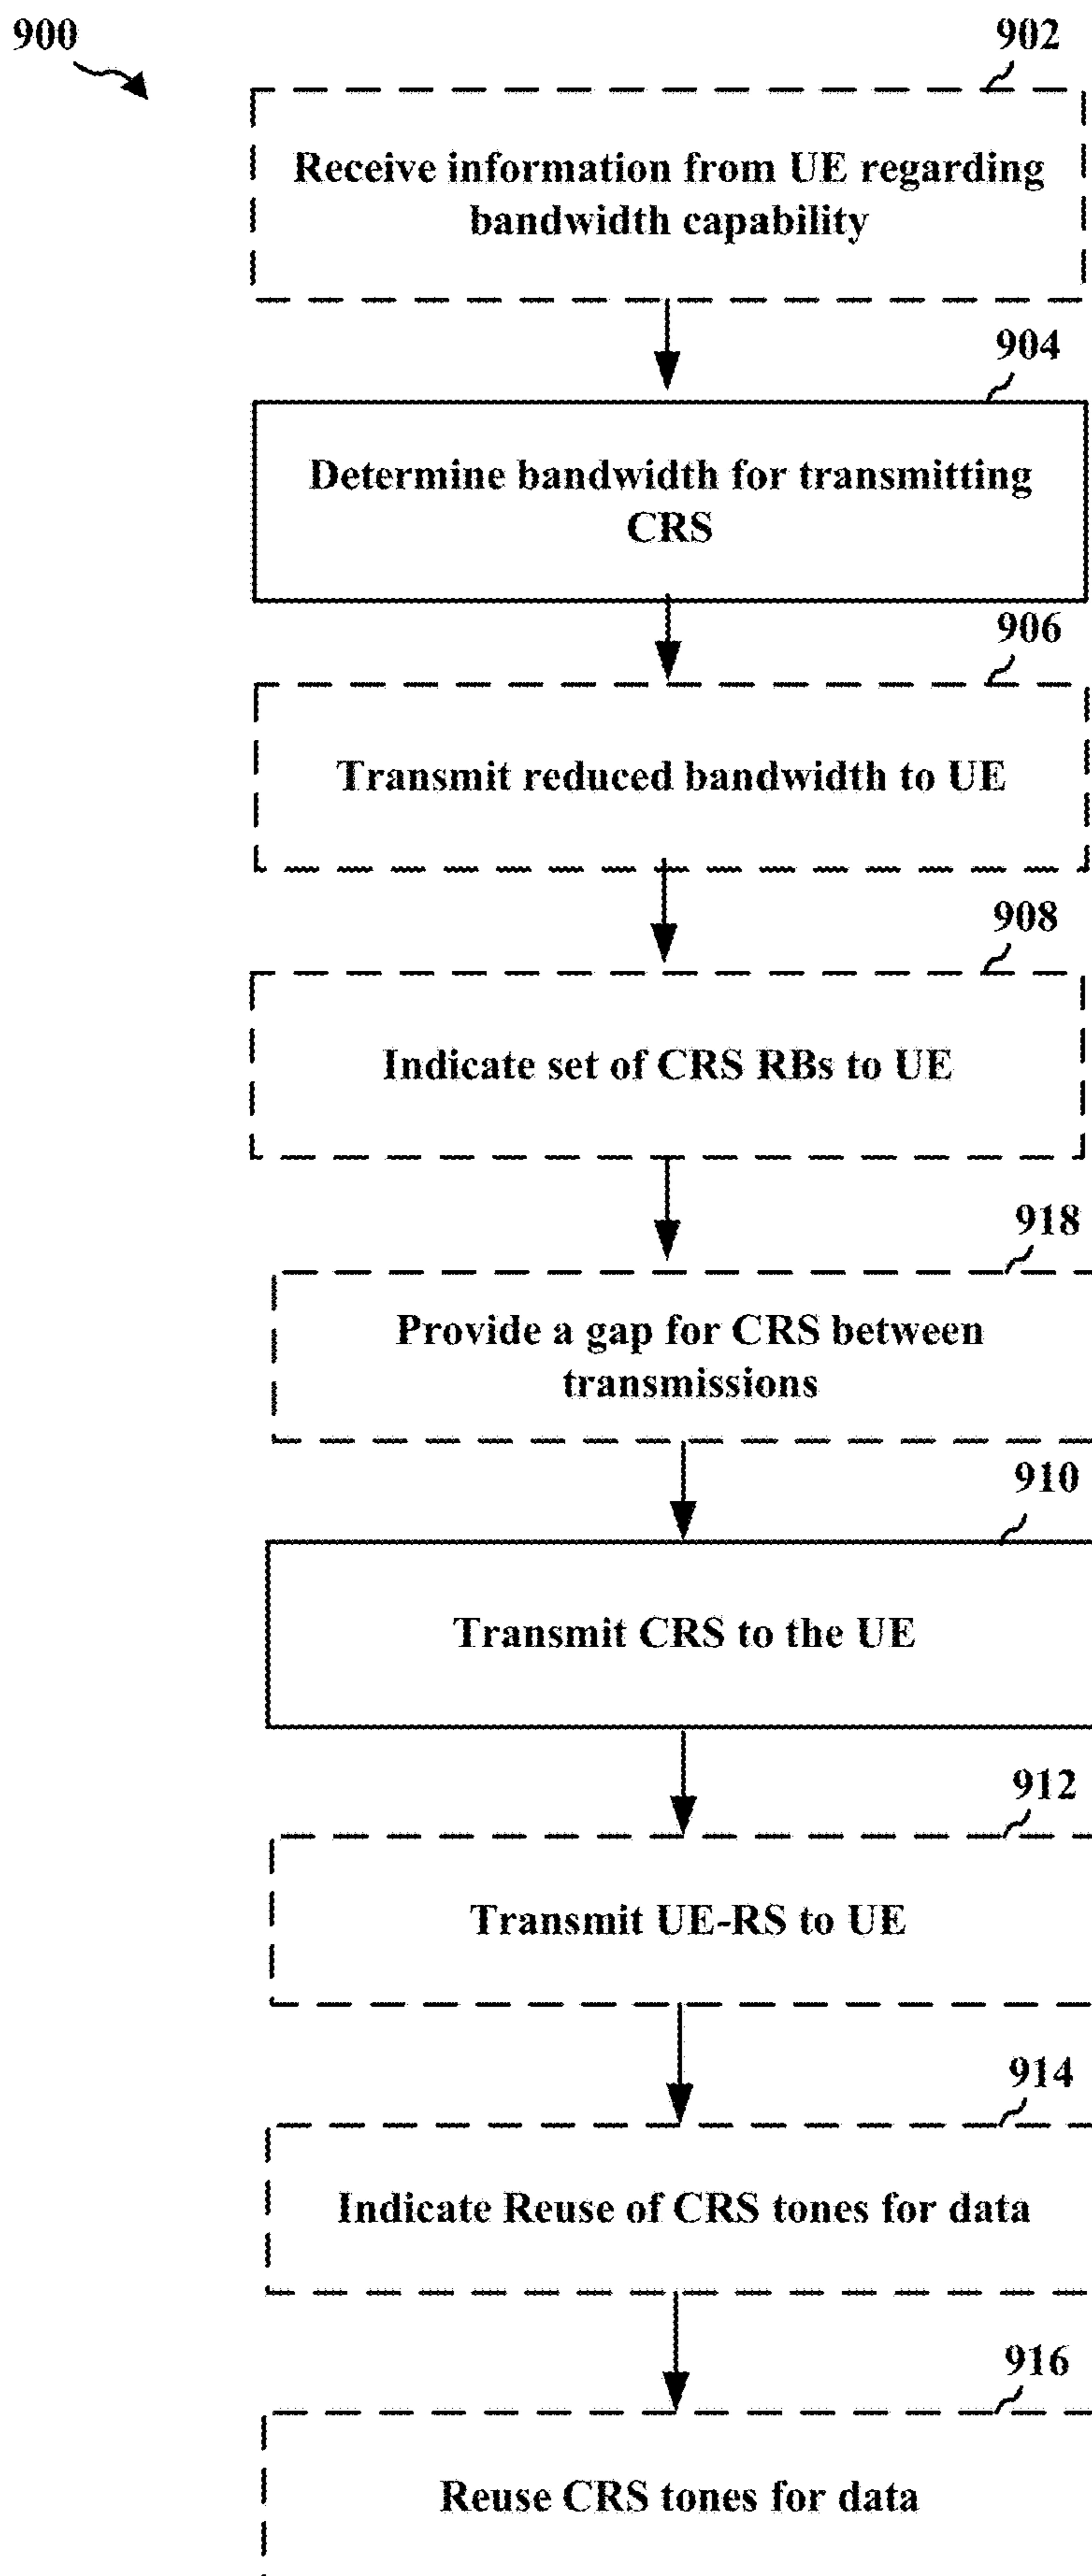 900
902
Receive information from UE regarding
bandwidth capability
904
Determine bandwidth for transmitting
CRS
906
Transmit reduced bandwidth to UE
908
Indicate set of CRS RBs to UE
918
Provide a gap for CRS between
transmissions
910
Transmit CRS to the UE
912
Transmit UE-RS to UE
914
Indicate Reuse of CRS tones for data
916
Reuse CRS tones for data